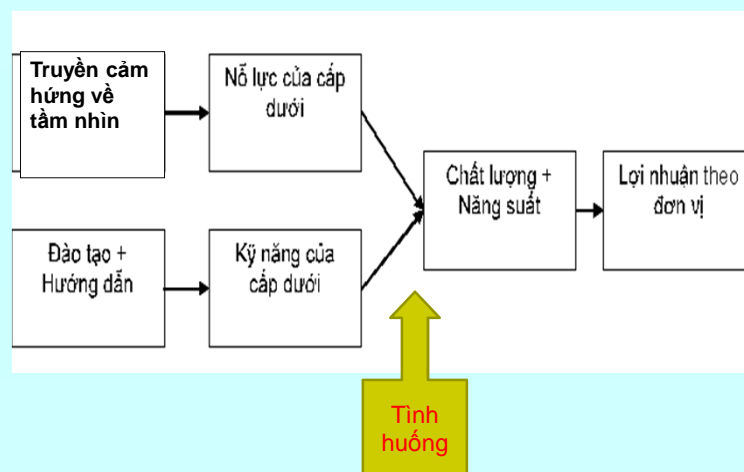 Truyền cảm
hứng về
tầm nhìn
Nỗ lực của cấp
dưới
Chất lượng +
Năng suất
Lợi nhuận theo
đơn vị
Đào tạo +
Hướng dẫn
Kỹ năng của
cấp dưới
Tình
huống